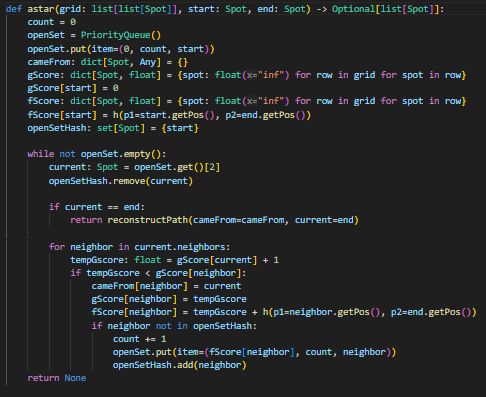 def astar(grid: list[list[Spot]], start: Spot, end: Spot) -> Optional[list[Spot]]:
    count = 0
    openSet = PriorityQueue()
    openSet.put(item=(0, count, start))
    cameFrom: dict[Spot, Any] = {}
    gScore: dict[Spot, float] = {spot: float(x="inf") for row in grid for spot in row}
    gScore[start] = 0
    fScore: dict[Spot, float] = {spot: float(x="inf") for row in grid for spot in row}
    fScore[start] = h(p1=start.getPos(), p2=end.getPos())
    openSetHash: set[Spot] = {start}

    while not openSet.empty():
        current: Spot = openSet.get()[2]
        openSetHash.remove(current)

        if current == end:
            return reconstructPath(cameFrom=cameFrom, current=end)

        for neighbor in current.neighbors:
            tempGscore: float = gScore[current] + 1
            if tempGscore < gScore[neighbor]:
                cameFrom[neighbor] = current
                gScore[neighbor] = tempGscore
                fScore[neighbor] = tempGscore + h(p1=neighbor.getPos(), p2=end.getPos())
                if neighbor not in openSetHash:
                    count += 1
                    openSet.put(item=(fScore[neighbor], count, neighbor))
                    openSetHash.add(neighbor)
    return None